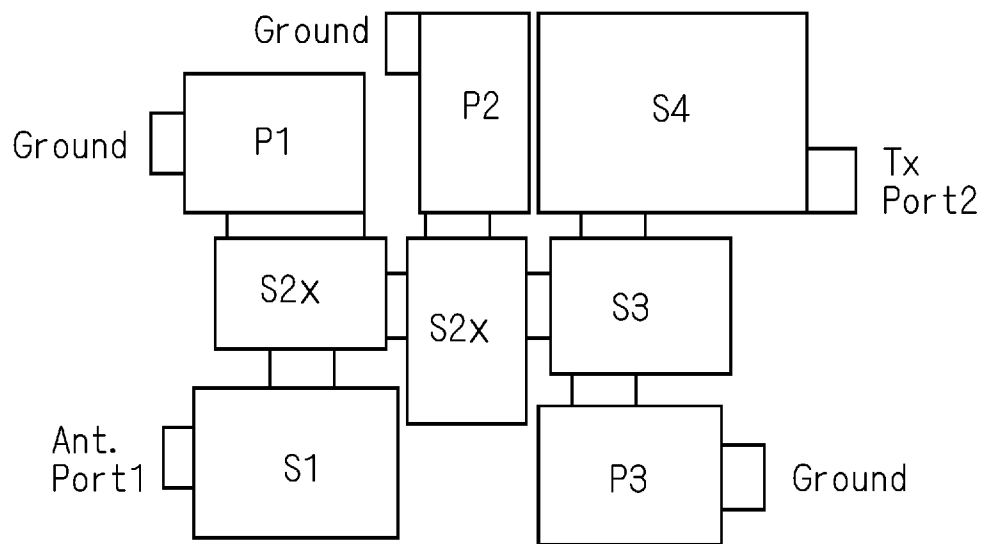 Ground
P2
S4
P1
Ground
Tx
Port2
S2x
S2x
S3
Ant.
Port1
S1
P3
Ground